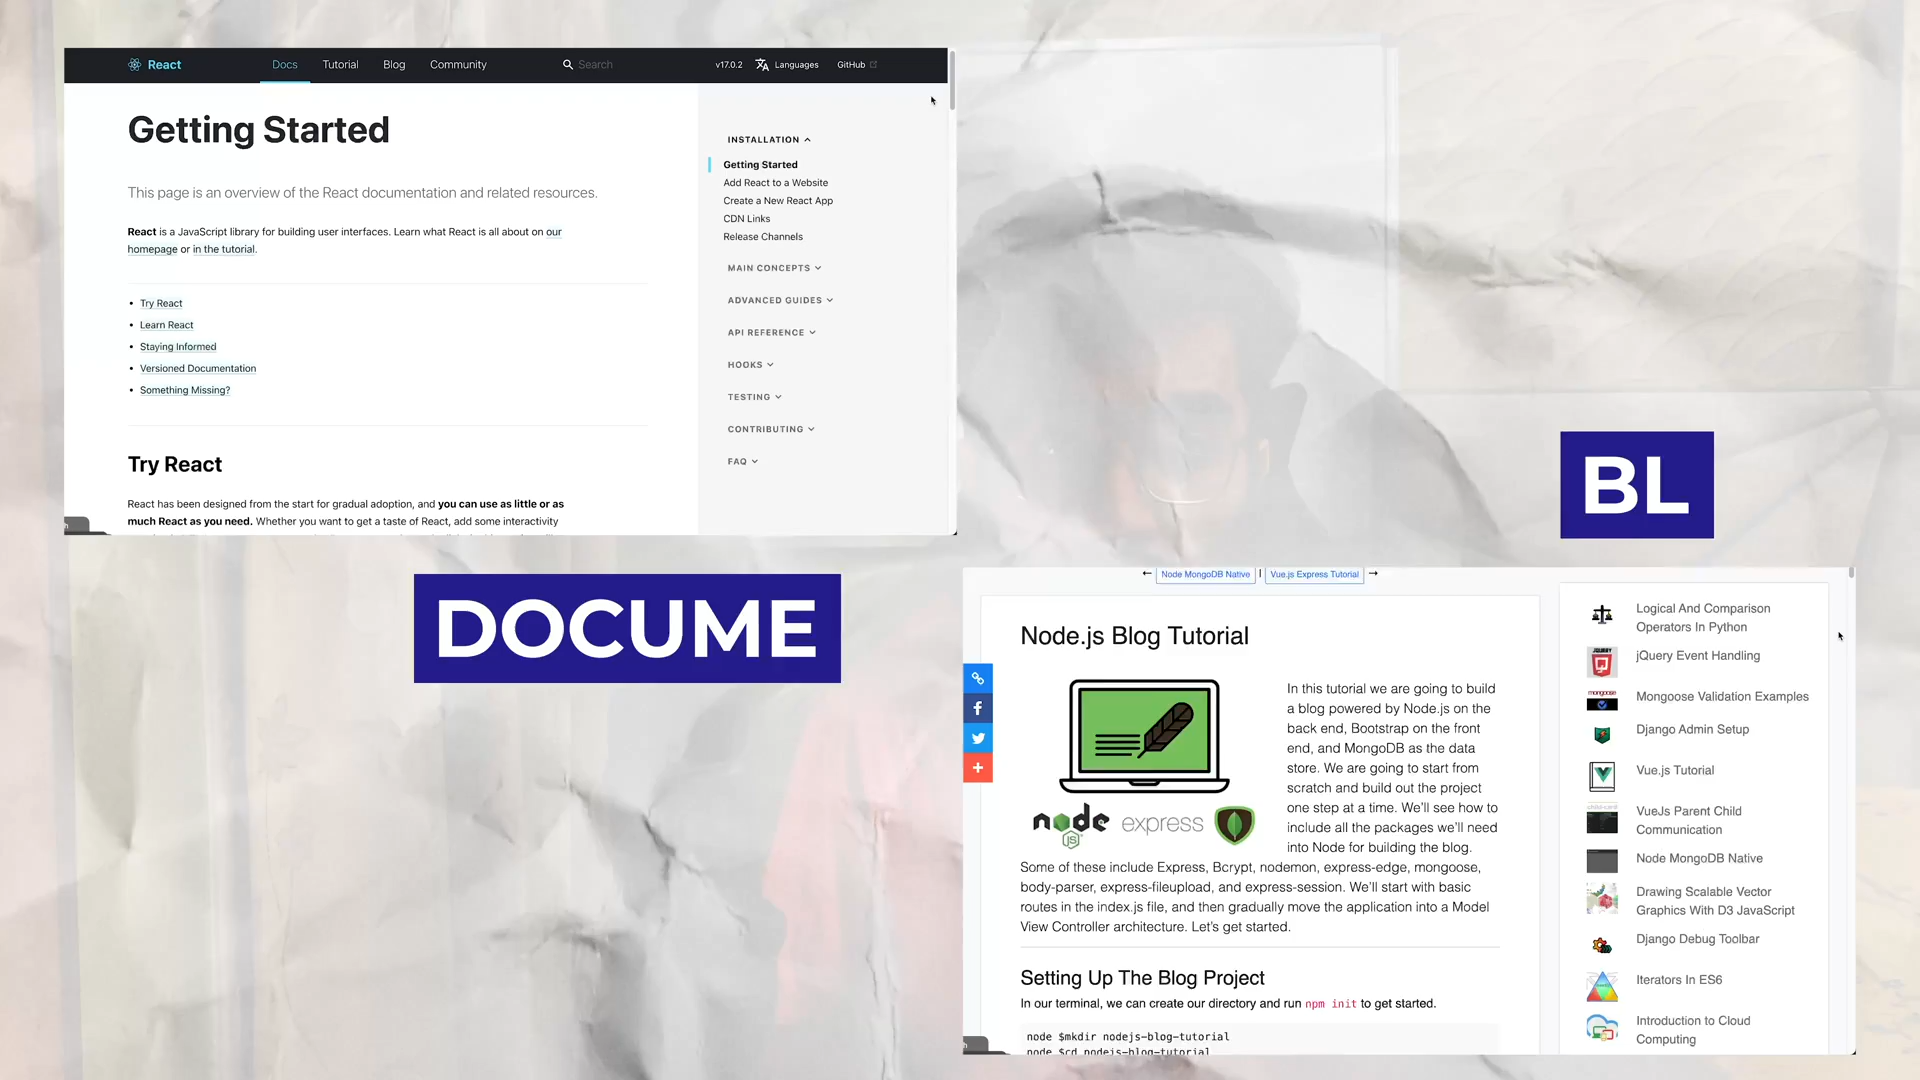 React Docs Tutorial Blog Community Search v17.0.2 Languages GitHub
Getting Started
This page is an overview of the React documentation and related resources.
React is a JavaScript library for building user interfaces. Learn what React is all about on our
homepage or in the tutorial.
• Try React
• Learn React
• Staying Informed
• Versioned Documentation
• Something Missing?
Try React
React has been designed from the start for gradual adoption, and you can use as little or as
much React as you need. Whether you want to get a taste of React, add some interactivity
INSTALLATION
Getting Started
Add React to a Website
Create a New React App
CDN Links
Release Channels
MAIN CONCEPTS
ADVANCED GUIDES
API REFERENCE
HOOKS
TESTING
CONTRIBUTING
FAQ
BL
DOCUME
← Node MongoDB Native | Vue.js Express Tutorial →
Node.js Blog Tutorial
node
JS
express
In this tutorial we are going to build
a blog powered by Node.js on the
back end, Bootstrap on the front
end, and MongoDB as the data
store. We are going to start from
scratch and build out the project
one step at a time. We'll see how to
include all the packages we'll need
into Node for building the blog.
Some of these include Express, Bcrypt, nodemon, express-edge, mongoose,
body-parser, express-fileupload, and express-session. We'll start with basic
routes in the index.js file, and then gradually move the application into a Model
View Controller architecture. Let's get started.
Setting Up The Blog Project
In our terminal, we can create our directory and run npm init to get started.
node $mkdir nodejs-blog-tutorial
node $cd nodejs-blog-tutorial
Logical And Comparison
Operators In Python
jQuery Event Handling
Mongoose Validation Examples
Django Admin Setup
Vue.js Tutorial
VueJs Parent Child
Communication
Node MongoDB Native
Drawing Scalable Vector
Graphics With D3 JavaScript
Django Debug Toolbar
Iterators In ES6
Introduction to Cloud
Computing